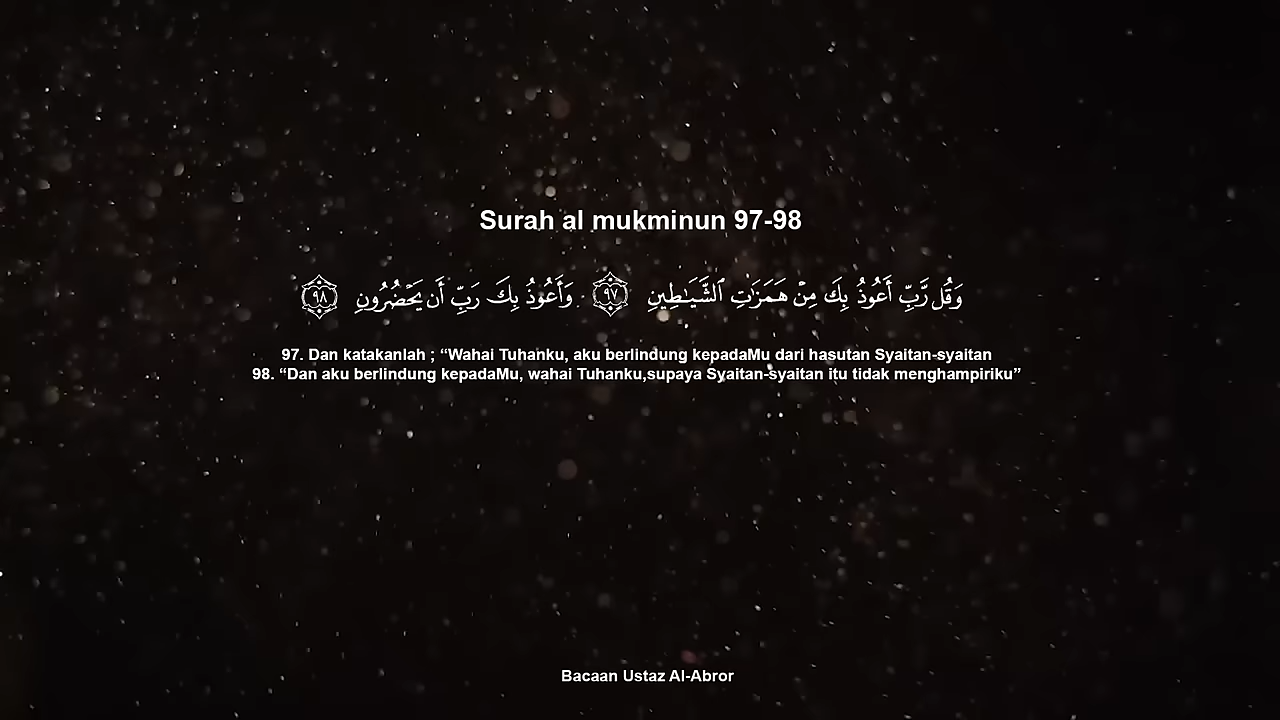 Surah al mukminun 97-98
وَقُل رَّبِّ أَعُوذُ بِكَ مِنْ هَمَزَٰتِ ٱلشَّيَـٰطِينِ ٩٧ وَأَعُوذُ بِكَ رَبِّ أَن يَحْضُرُونِ ٩٨
97. Dan katakanlah ; “Wahai Tuhanku, aku berlindung kepadaMu dari hasutan Syaitan-syaitan
98. “Dan aku berlindung kepadaMu, wahai Tuhanku,supaya Syaitan-syaitan itu tidak menghampiriku”
Bacaan Ustaz Al-Abror